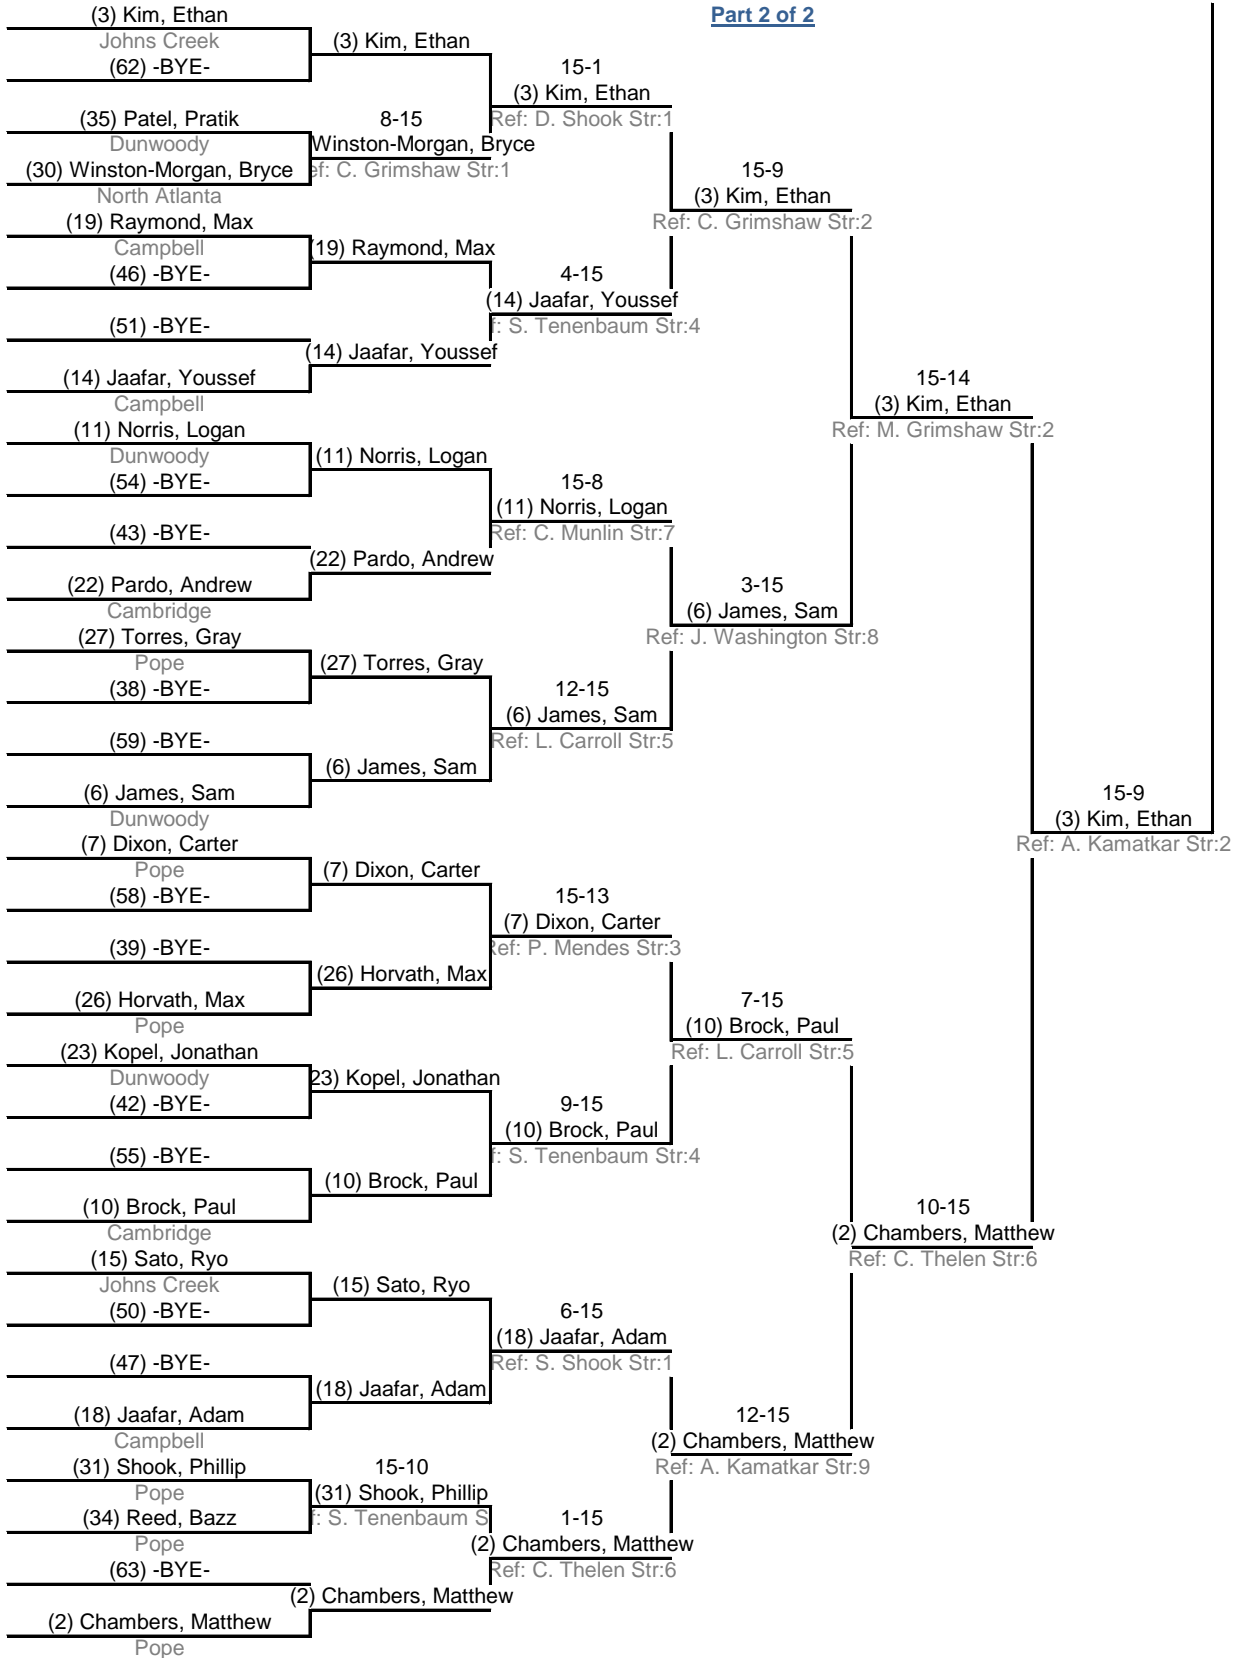 Part 2 of 2
(3) Kim, Ethan
Johns Creek
(62) -BYE-
(35) Patel, Pratik
Dunwoody
(30) Winston-Morgan, Bryce
North Atlanta
(19) Raymond, Max
Campbell
(46) -BYE-
(51) -BYE-
(14) Jaafar, Youssef
Campbell
(11) Norris, Logan
Dunwoody
(54) -BYE-
(43) -BYE-
(22) Pardo, Andrew
Cambridge
(27) Torres, Gray
Pope
(38) -BYE-
(59) -BYE-
(6) James, Sam
Dunwoody
(7) Dixon, Carter
Pope
(58) -BYE-
(39) -BYE-
(26) Horvath, Max
Pope
(23) Kopel, Jonathan
Dunwoody
(42) -BYE-
(55) -BYE-
(10) Brock, Paul
Cambridge
(15) Sato, Ryo
Johns Creek
(50) -BYE-
(47) -BYE-
(18) Jaafar, Adam
Campbell
(31) Shook, Phillip
Pope
(34) Reed, Bazz
Pope
(63) -BYE-
(2) Chambers, Matthew
Pope
(3) Kim, Ethan
8-15
Winston-Morgan, Bryce
ef: C. Grimshaw Str:1
(19) Raymond, Max
(14) Jaafar, Youssef
(11) Norris, Logan
(22) Pardo, Andrew
(27) Torres, Gray
(6) James, Sam
(7) Dixon, Carter
(26) Horvath, Max
23) Kopel, Jonathan
(10) Brock, Paul
(15) Sato, Ryo
(18) Jaafar, Adam
15-10
(31) Shook, Phillip
f: S. Tenenbaum S
(2) Chambers, Matthew
15-1
(3) Kim, Ethan
Ref: D. Shook Str:1
4-15
(14) Jaafar, Youssef
f: S. Tenenbaum Str:4
15-8
(11) Norris, Logan
Ref: C. Munlin Str:7
12-15
(6) James, Sam
Ref: L. Carroll Str:5
15-13
(7) Dixon, Carter
Ref: P. Mendes Str:3
9-15
(10) Brock, Paul
f: S. Tenenbaum Str:4
6-15
(18) Jaafar, Adam
Ref: S. Shook Str:1
1-15
(2) Chambers, Matthew
Ref: C. Thelen Str:6
15-9
(3) Kim, Ethan
Ref: C. Grimshaw Str:2
3-15
(6) James, Sam
Ref: J. Washington Str:8
7-15
(10) Brock, Paul
Ref: L. Carroll Str:5
12-15
(2) Chambers, Matthew
Ref: A. Kamatkar Str:9
15-14
(3) Kim, Ethan
Ref: M. Grimshaw Str:2
10-15
(2) Chambers, Matthew
Ref: C. Thelen Str:6
15-9
(3) Kim, Ethan
Ref: A. Kamatkar Str:2